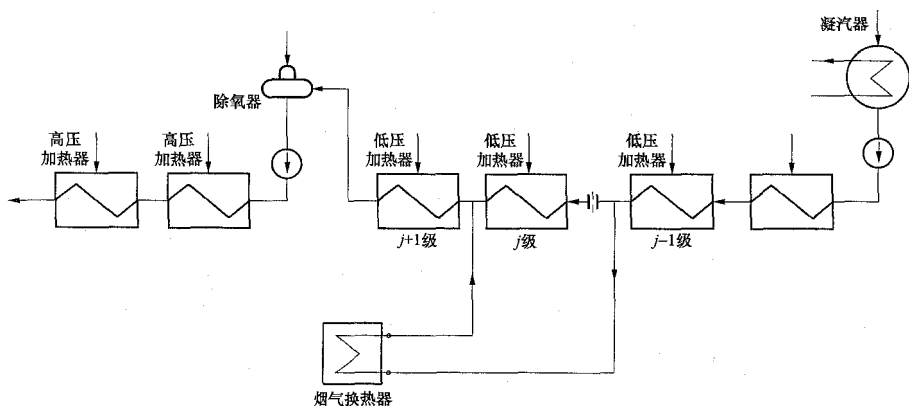 凝汽器
除氧器
高压
加热器
高压
加热器
低压
加热器
低压
加热器
低压
加热器
j+1级
j级
j-1级
烟气换热器